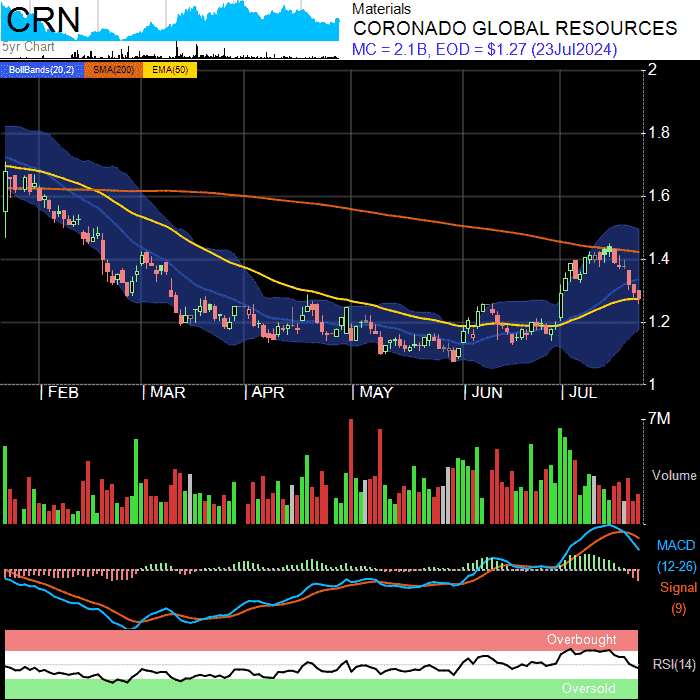 CRN
5yr Chart
Materials
CORONADO GLOBAL RESOURCES
MC = 2.1B, EOD = $1.27 (23Jul2024)
BollBands(20,2) SMA(200) EMA(50)
2
1.8
1.6
1.4
1.2
1
| FEB | MAR | APR | MAY | JUN | JUL
7M
Volume
MACD
(12-26)
Signal
(9)
Overbought
RSI(14)
Oversold